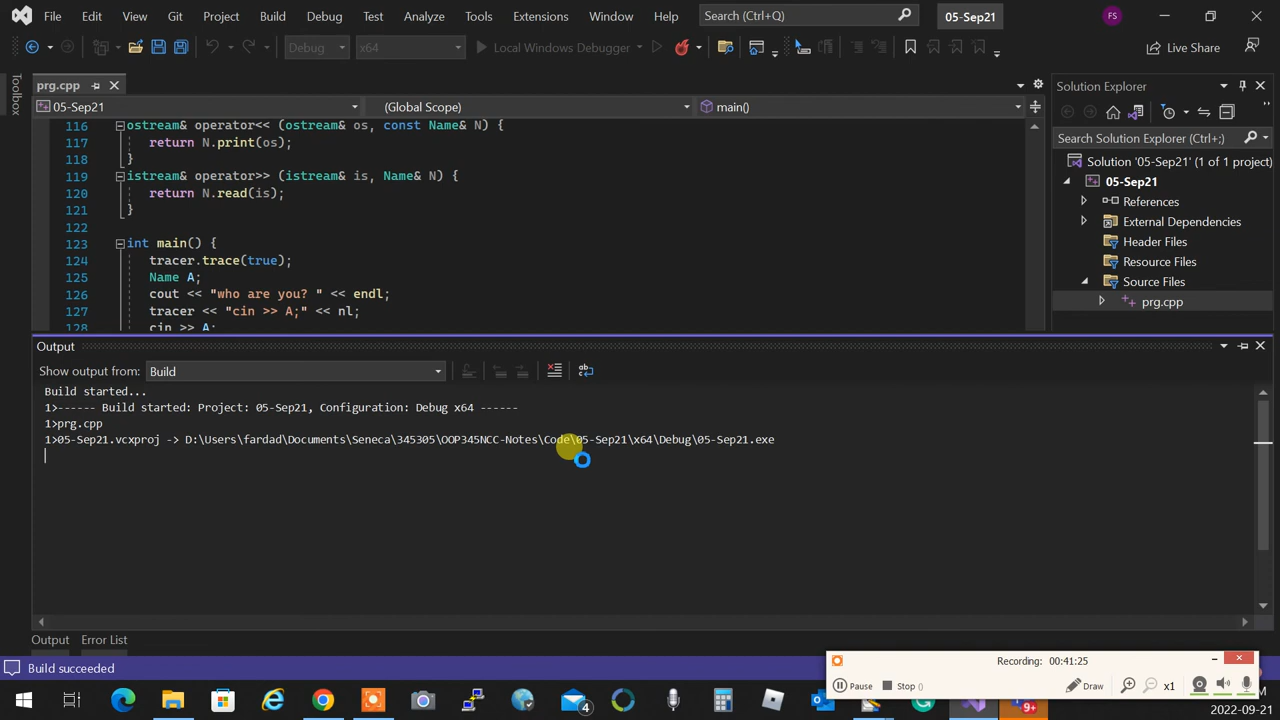 File Edit View Git Project Build Debug Test Analyze Tools Extensions Window Help Search (Ctrl+Q) 05-Sep21 FS
Debug x64 Local Windows Debugger Live Share
Toolbox
prg.cpp
05-Sep21 (Global Scope) main()
116 ostream& operator<< (ostream& os, const Name& N) {
117 return N.print(os);
118 }
119 istream& operator>> (istream& is, Name& N) {
120 return N.read(is);
121 }
122
123 int main() {
124 tracer.trace(true);
125 Name A;
126 cout << "who are you? " << endl;
127 tracer << "cin >> A;" << nl;
128 cin >> A;
Solution Explorer
Search Solution Explorer (Ctrl+;)
Solution '05-Sep21' (1 of 1 project)
05-Sep21
References
External Dependencies
Header Files
Resource Files
Source Files
prg.cpp
Output
Show output from: Build
Build started...
1>------ Build started: Project: 05-Sep21, Configuration: Debug x64 ------
1>prg.cpp
1>05-Sep21.vcxproj -> D:\Users\fardad\Documents\Seneca\345305\OOP345NCC-Notes\Code\05-Sep21\x64\Debug\05-Sep21.exe
Output Error List
Build succeeded
Recording: 00:41:25
Pause Stop () Draw x1
4
9+
M
2022-09-21